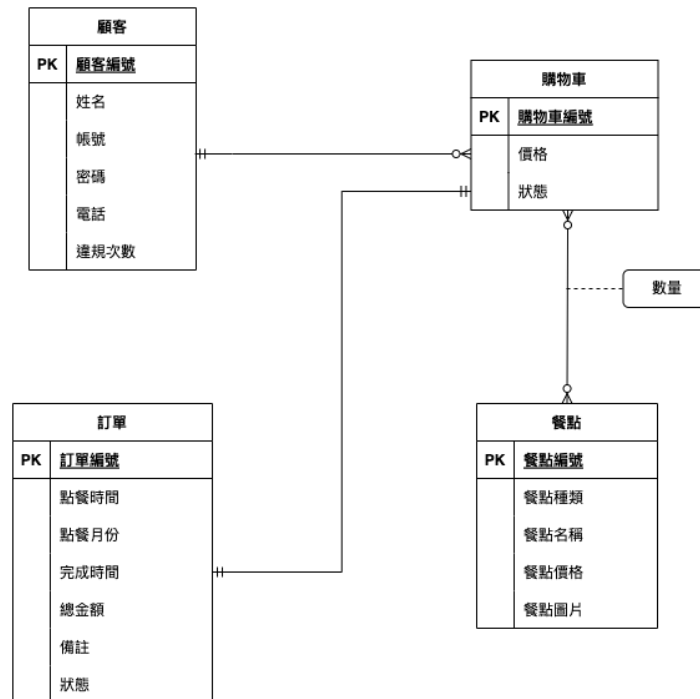 顧客
PK 顧客編號
姓名
帳號
密碼
電話
違規次數
購物車
PK 購物車編號
價格
狀態
數量
訂單
PK 訂單編號
點餐時間
點餐月份
完成時間
總金額
備註
狀態
餐點
PK 餐點編號
餐點種類
餐點名稱
餐點價格
餐點圖片